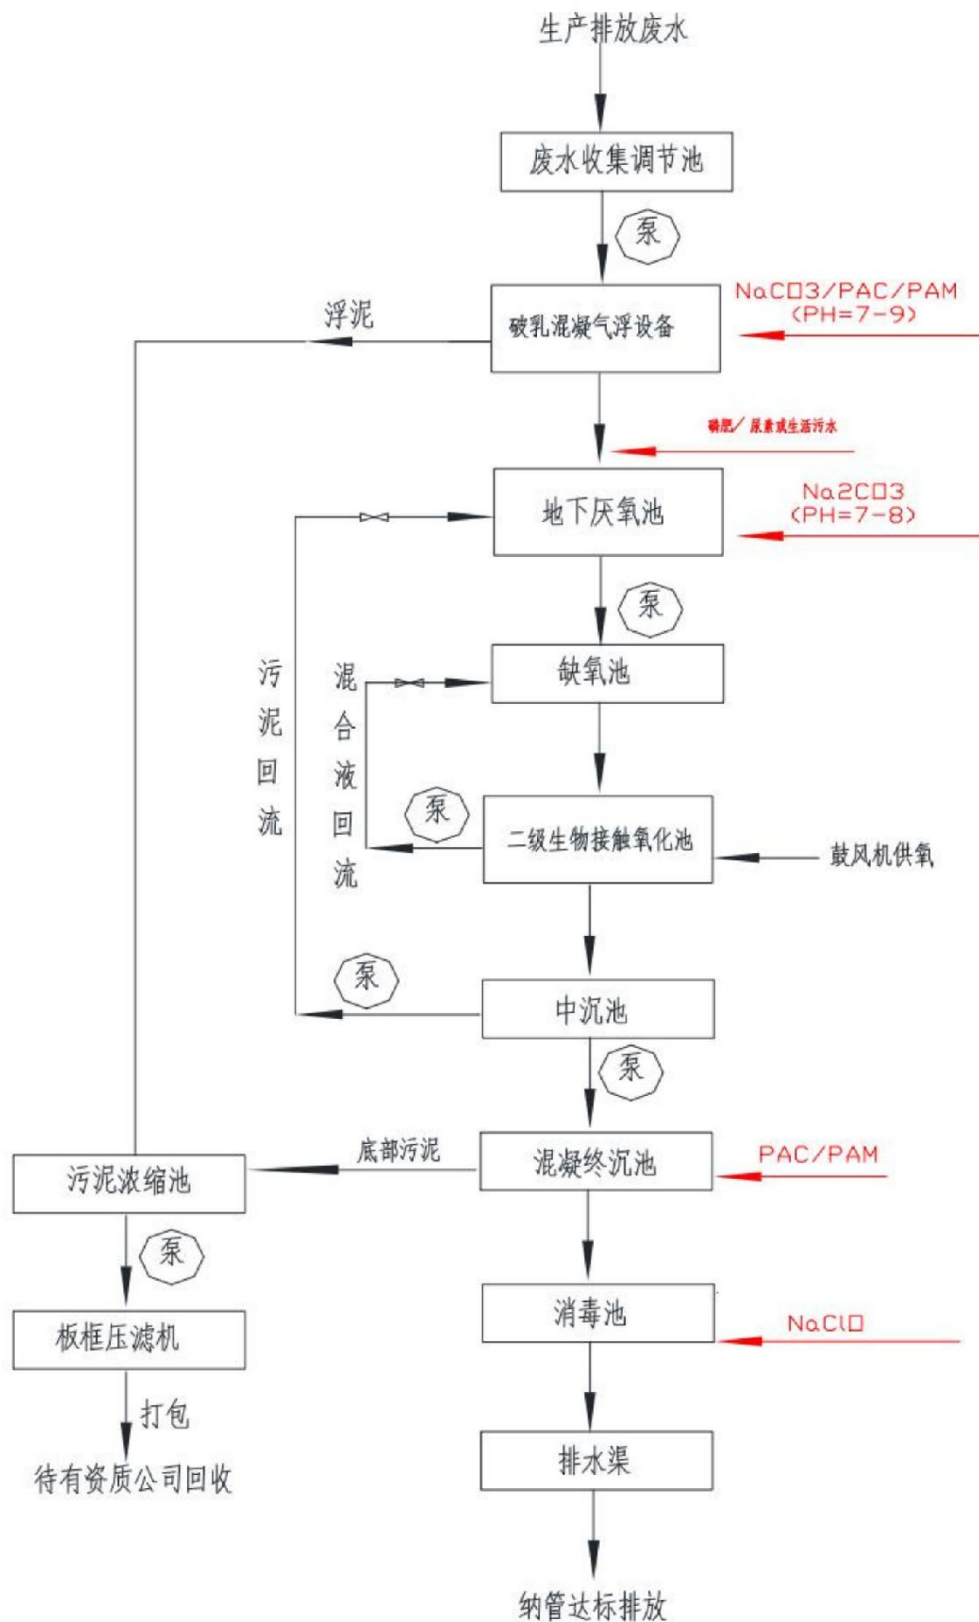 生产排放废水
废水收集调节池
泵
NaCO3/PAC/PAM
(PH=7-9)
浮泥
破乳混凝气浮设备
磷肥/尿素或生活污水
Na2CO3
(PH=7-8)
地下厌氧池
泵
缺氧池
污泥回流
混合液回流
泵
二级生物接触氧化池
鼓风机供氧
泵
中沉池
泵
底部污泥
混凝终沉池
PAC/PAM
污泥浓缩池
泵
消毒池
NaClO
板框压滤机
打包
排水渠
待有资质公司回收
纳管达标排放